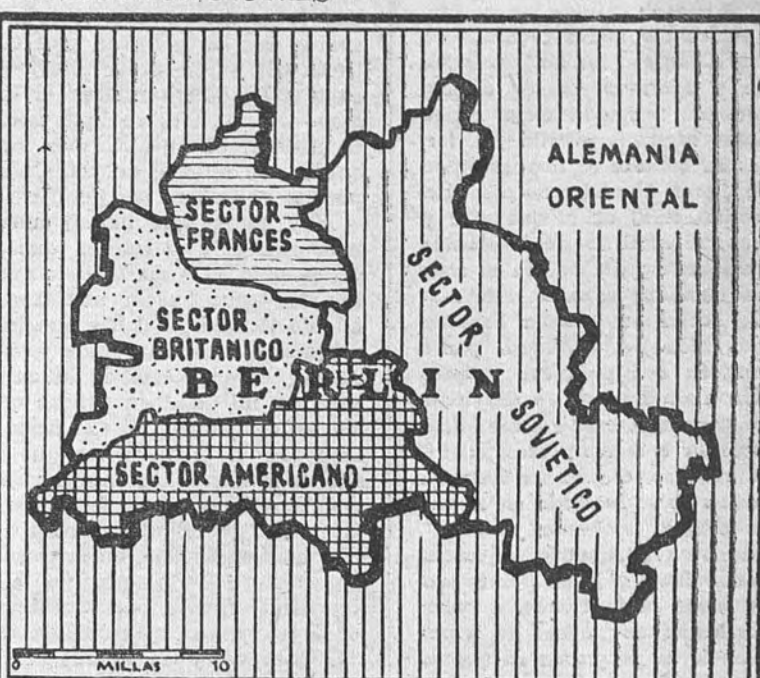 ALEMANIA
ORIENTAL
SECTOR
FRANCES
SECTOR
SOVIETICO
SECTOR
BRITANICO
BERLIN
SECTOR AMERICANO
0 MILLAS 10